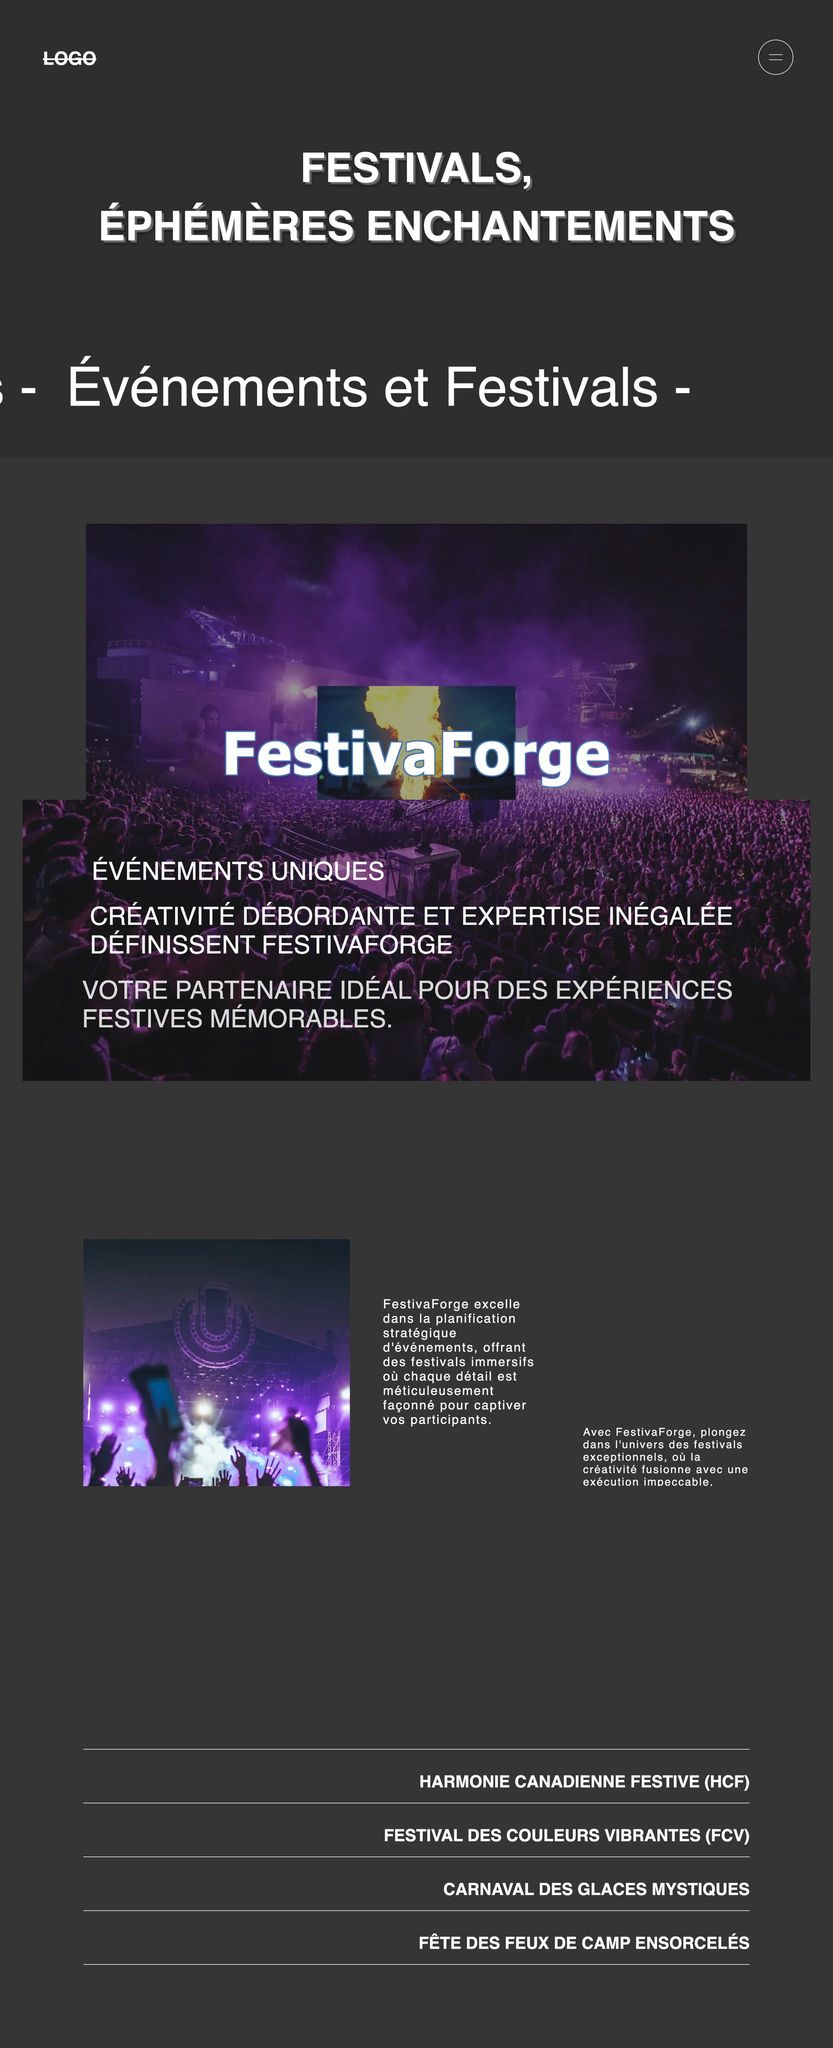 LOGO
FESTIVALS,
ÉPHÉMÈRES ENCHANTEMENTS
s - Événements et Festivals -
FestivaForge
ÉVÉNEMENTS UNIQUES
CRÉATIVITÉ DÉBORDANTE ET EXPERTISE INÉGALÉE
DÉFINISSENT FESTIVAFORGE
VOTRE PARTENAIRE IDÉAL POUR DES EXPÉRIENCES
FESTIVES MÉMORABLES.
FestivaForge excelle
dans la planification
stratégique
d'événements, offrant
des festivals immersifs
où chaque détail est
méticuleusement
façonné pour captiver
vos participants.
Avec FestivaForge, plongez
dans l'univers des festivals
exceptionnels, où la
créativité fusionne avec une
exécution impeccable.
HARMONIE CANADIENNE FESTIVE (HCF)
FESTIVAL DES COULEURS VIBRANTES (FCV)
CARNAVAL DES GLACES MYSTIQUES
FÊTE DES FEUX DE CAMP ENSORCELÉS